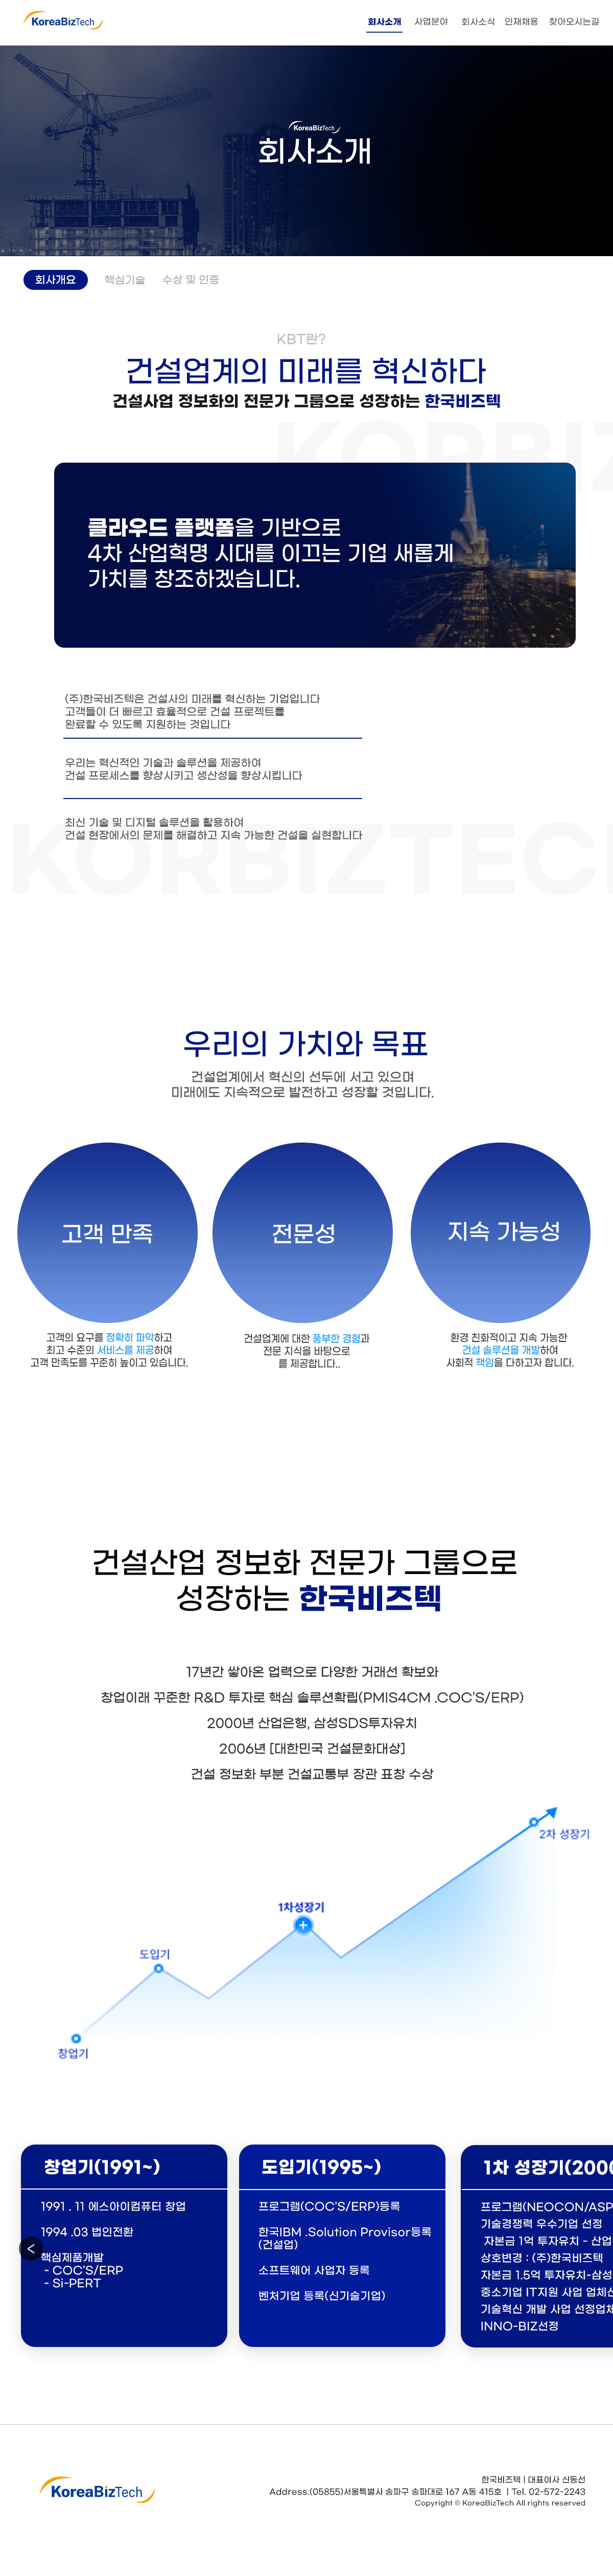 KoreaBizTech
회사소개 사업분야 회사소식 인재채용 찾아오시는길
KoreaBizTech
회사소개
회사개요 핵심기술 수상 및 인증
KBT란?
건설업계의 미래를 혁신하다
건설사업 정보화의 전문가 그룹으로 성장하는 한국비즈텍
KORBIZ
클라우드 플랫폼을 기반으로
4차 산업혁명 시대를 이끄는 기업 새롭게
가치를 창조하겠습니다.
(주)한국비즈텍은 건설사의 미래를 혁신하는 기업입니다
고객들이 더 빠르고 효율적으로 건설 프로젝트를
완료할 수 있도록 지원하는 것입니다
우리는 혁신적인 기술과 솔루션을 제공하여
건설 프로세스를 향상시키고 생산성을 향상시킵니다
최신 기술 및 디지털 솔루션을 활용하여
건설 현장에서의 문제를 해결하고 지속 가능한 건설을 실현합니다
KORBIZTEC
우리의 가치와 목표
건설업계에서 혁신의 선두에 서고 있으며
미래에도 지속적으로 발전하고 성장할 것입니다.
고객 만족
고객의 요구를 정확히 파악하고
최고 수준의 서비스를 제공하여
고객 만족도를 꾸준히 높이고 있습니다.
전문성
건설업계에 대한 풍부한 경험과
전문 지식을 바탕으로
를 제공합니다..
지속 가능성
환경 친화적이고 지속 가능한
건설 솔루션을 개발하여
사회적 책임을 다하고자 합니다.
건설산업 정보화 전문가 그룹으로
성장하는 한국비즈텍
17년간 쌓아온 업력으로 다양한 거래선 확보와
창업이래 꾸준한 R&D 투자로 핵심 솔루션확립(PMIS4CM .COC'S/ERP)
2000년 산업은행, 삼성SDS투자유치
2006년 [대한민국 건설문화대상]
건설 정보화 부분 건설교통부 장관 표창 수상
2차 성장기
1차성장기
도입기
창업기
창업기(1991~)
1991 . 11 에스아이컴퓨터 창업
1994 .03 법인전환
핵심제품개발
- COC'S/ERP
- Si-PERT
<
도입기(1995~)
프로그램(COC'S/ERP)등록
한국IBM .Solution Provisor등록
(건설업)
소프트웨어 사업자 등록
벤처기업 등록(신기술기업)
1차 성장기(200
프로그램(NEOCON/ASP
기술경쟁력 우수기업 선정
자본금 1억 투자유치 - 산업
상호변경 : (주)한국비즈텍
자본금 1.5억 투자유치-삼성
중소기업 IT지원 사업 업체선
기술혁신 개발 사업 선정업체
INNO-BIZ선정
KoreaBizTech
한국비즈텍 | 대표이사 신동선
Address.(05855)서울특별시 송파구 송파대로 167 A동 415호 | Tel. 02-572-2243
Copyright © KoreaBizTech All rights reserved